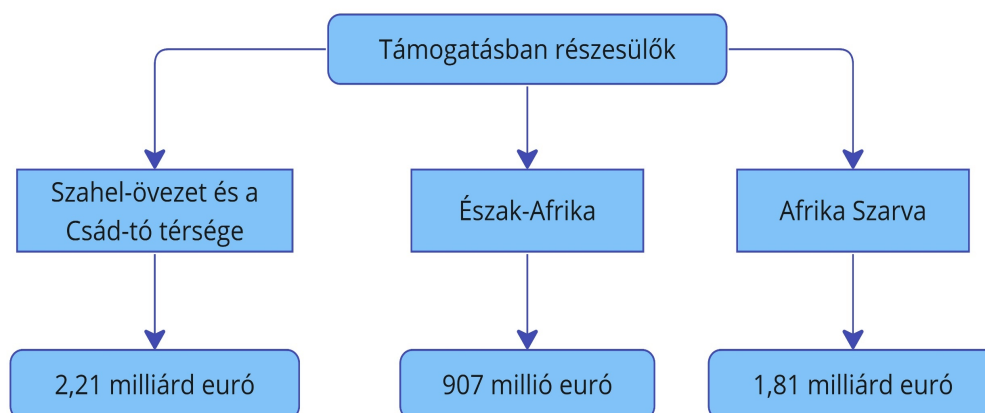 Támogatásban részesülők
Szahel-övezet és a
Csád-tó térsége
Észak-Afrika
Afrika Szarva
2,21 milliárd euró
907 millió euró
1,81 milliárd euró